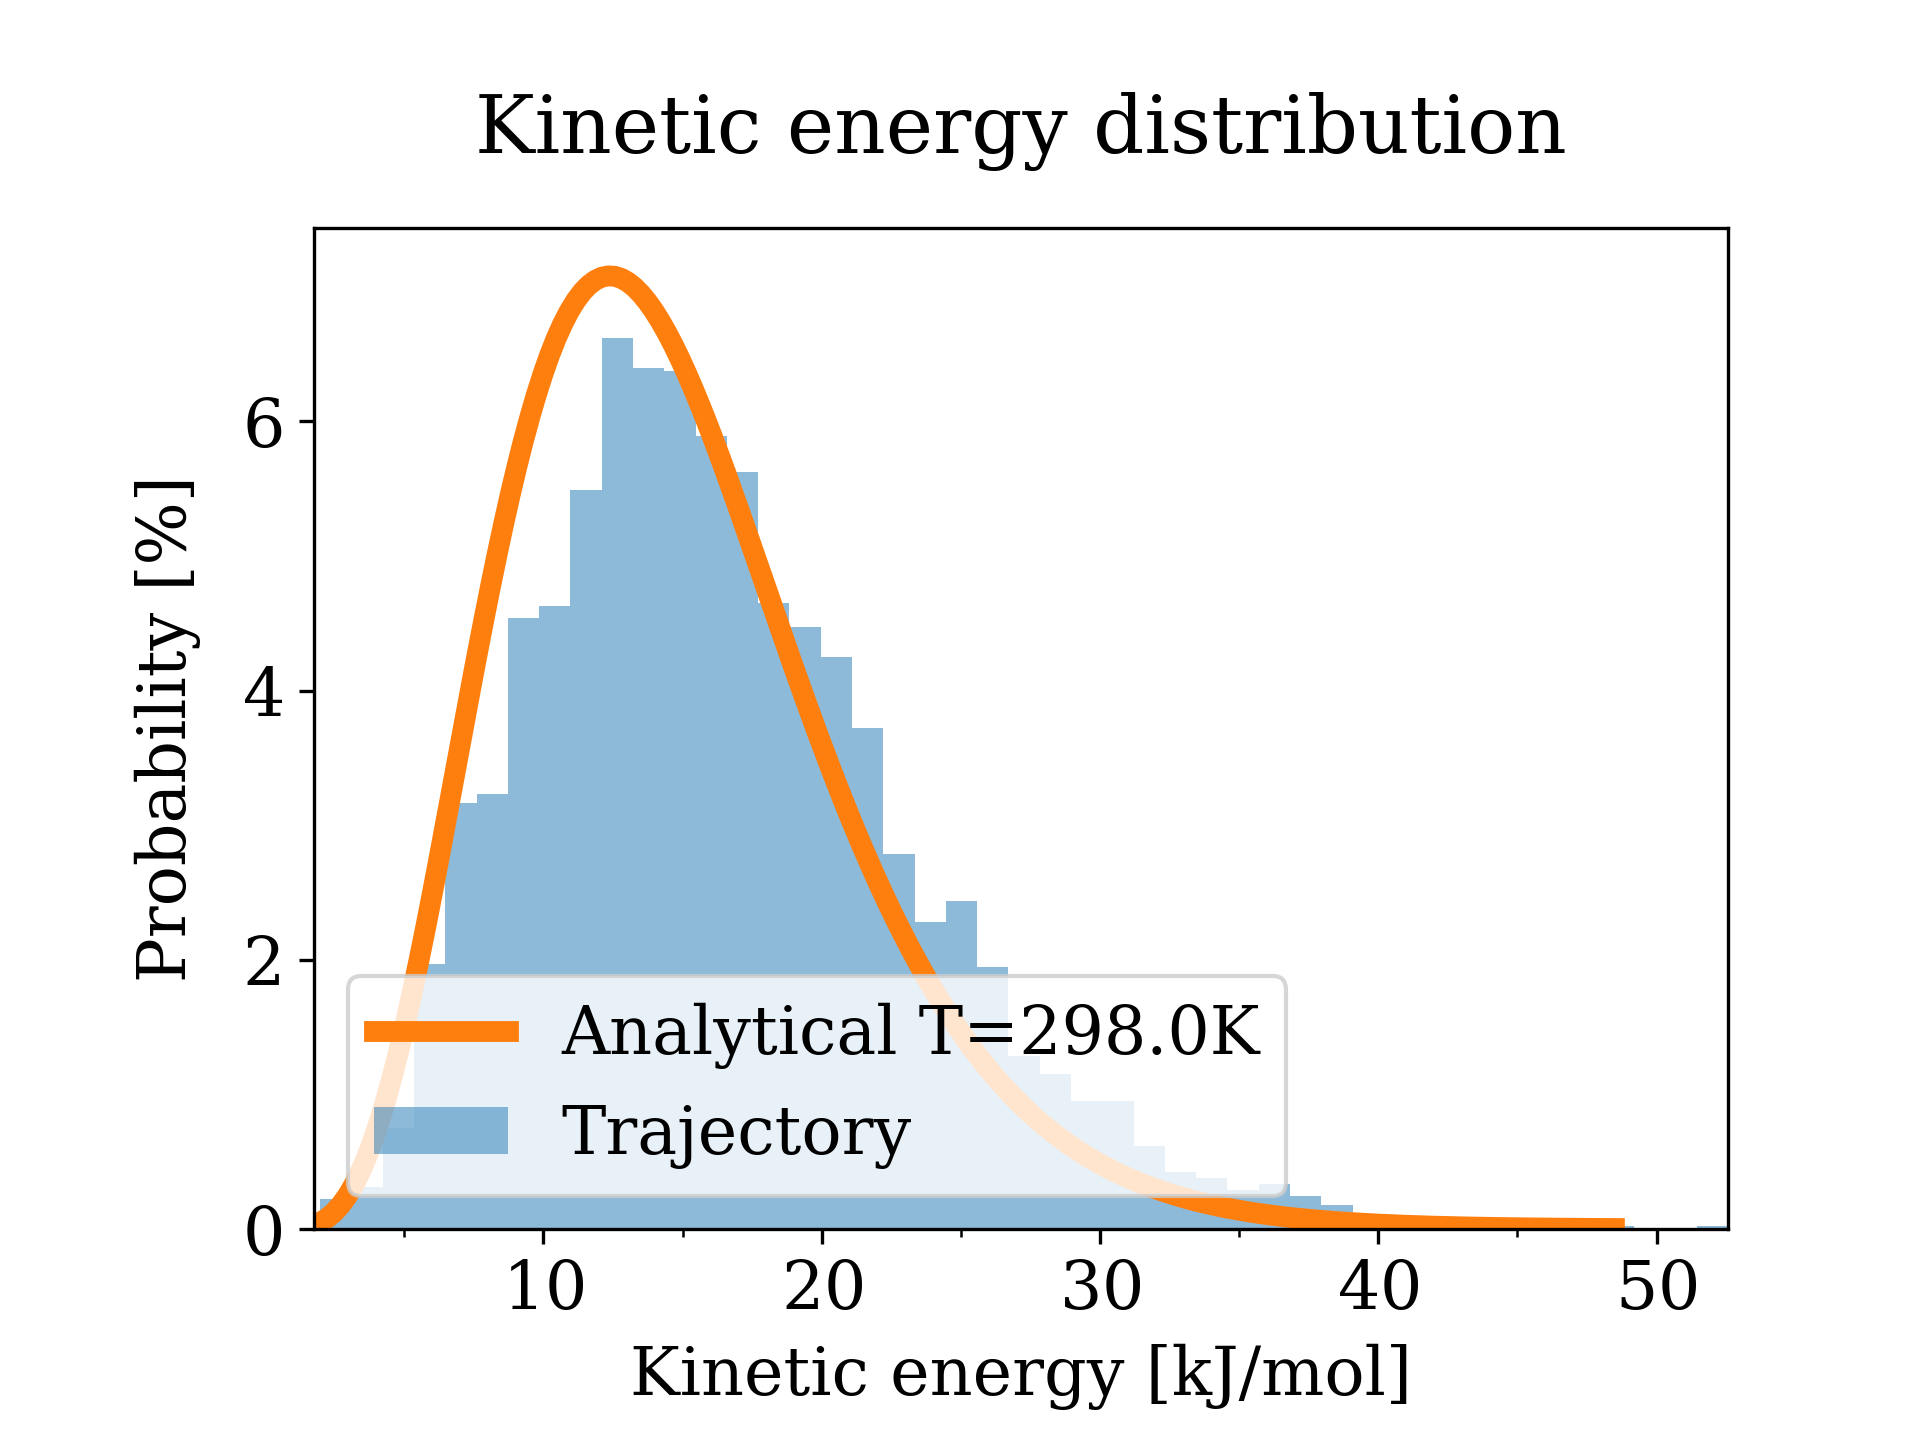 Kinetic energy distribution
Probability [%]
6
4
2
0
Analytical T=298.0K
Trajectory
10 20 30 40 50
Kinetic energy [kJ/mol]